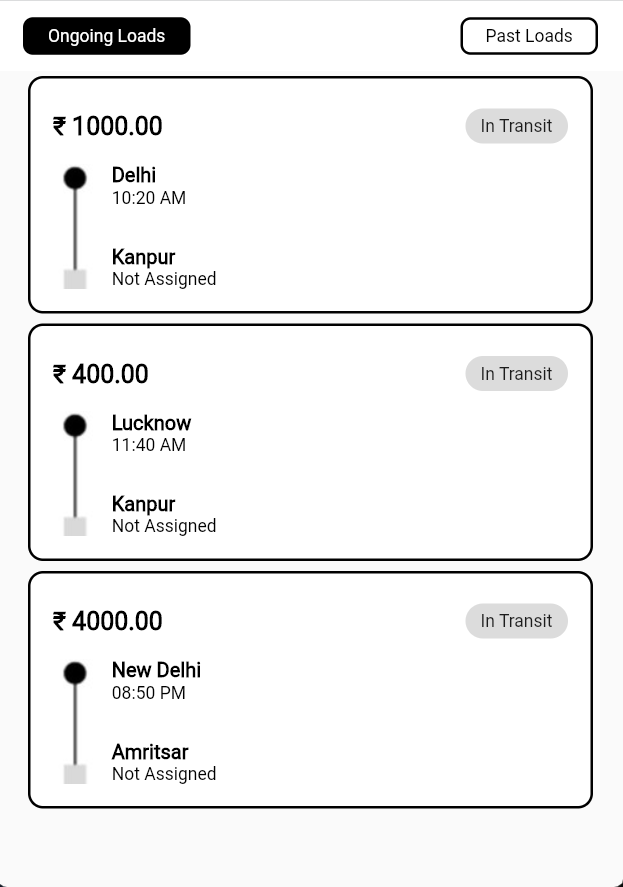 Ongoing Loads
Past Loads
₹ 1000.00
In Transit
Delhi
10:20 AM
Kanpur
Not Assigned
₹ 400.00
In Transit
Lucknow
11:40 AM
Kanpur
Not Assigned
₹ 4000.00
In Transit
New Delhi
08:50 PM
Amritsar
Not Assigned